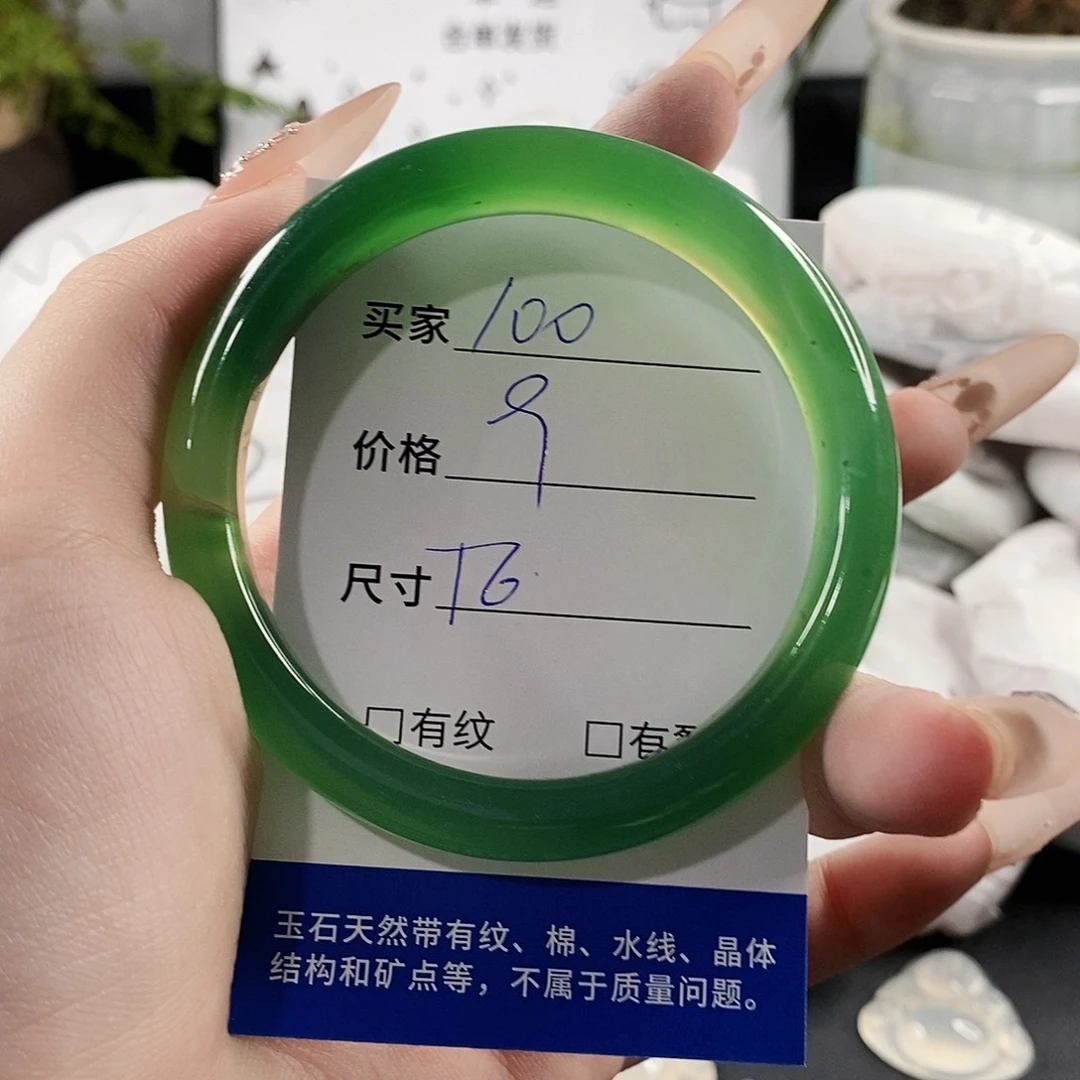 买家 100
价格 9
尺寸
□有纹 □有
玉石天然带有纹、棉、水线、晶体
结构和矿点等，不属于质量问题。